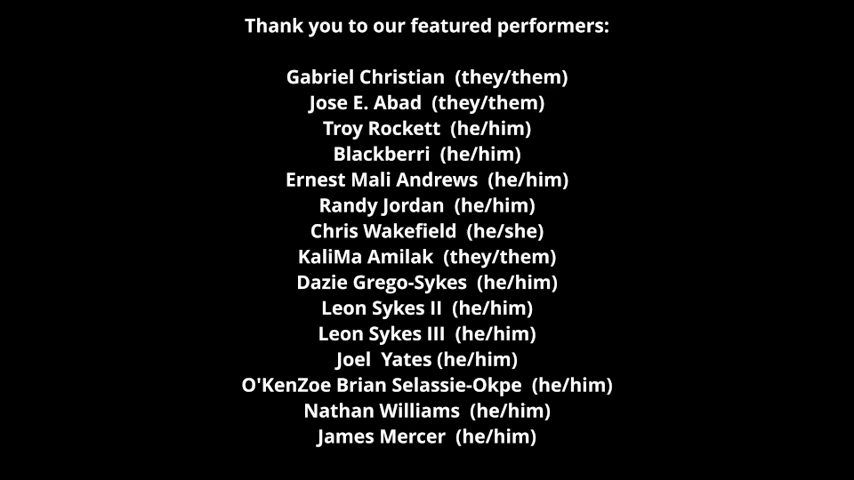 Thank you to our featured performers:
Gabriel Christian (they/them)
Jose E. Abad (they/them)
Troy Rockett (he/him)
Blackberri (he/him)
Ernest Mali Andrews (he/him)
Randy Jordan (he/him)
Chris Wakefield (he/she)
KaliMa Amilak (they/them)
Dazie Grego-Sykes (he/him)
Leon Sykes II (he/him)
Leon Sykes III (he/him)
Joel Yates (he/him)
O'KenZoe Brian Selassie-Okpe (he/him)
Nathan Williams (he/him)
James Mercer (he/him)